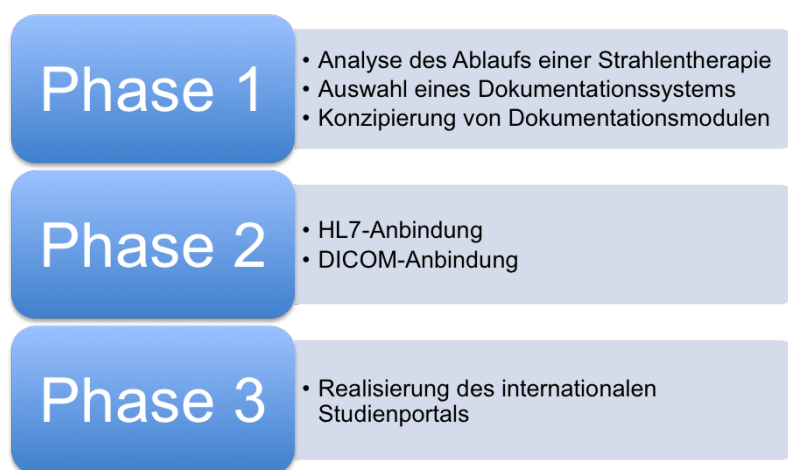 Phase 1
• Analyse des Ablaufs einer Strahlentherapie
• Auswahl eines Dokumentationssystems
• Konzipierung von Dokumentationsmodulen
Phase 2
• HL7-Anbindung
• DICOM-Anbindung
Phase 3
• Realisierung des internationalen
Studienportals